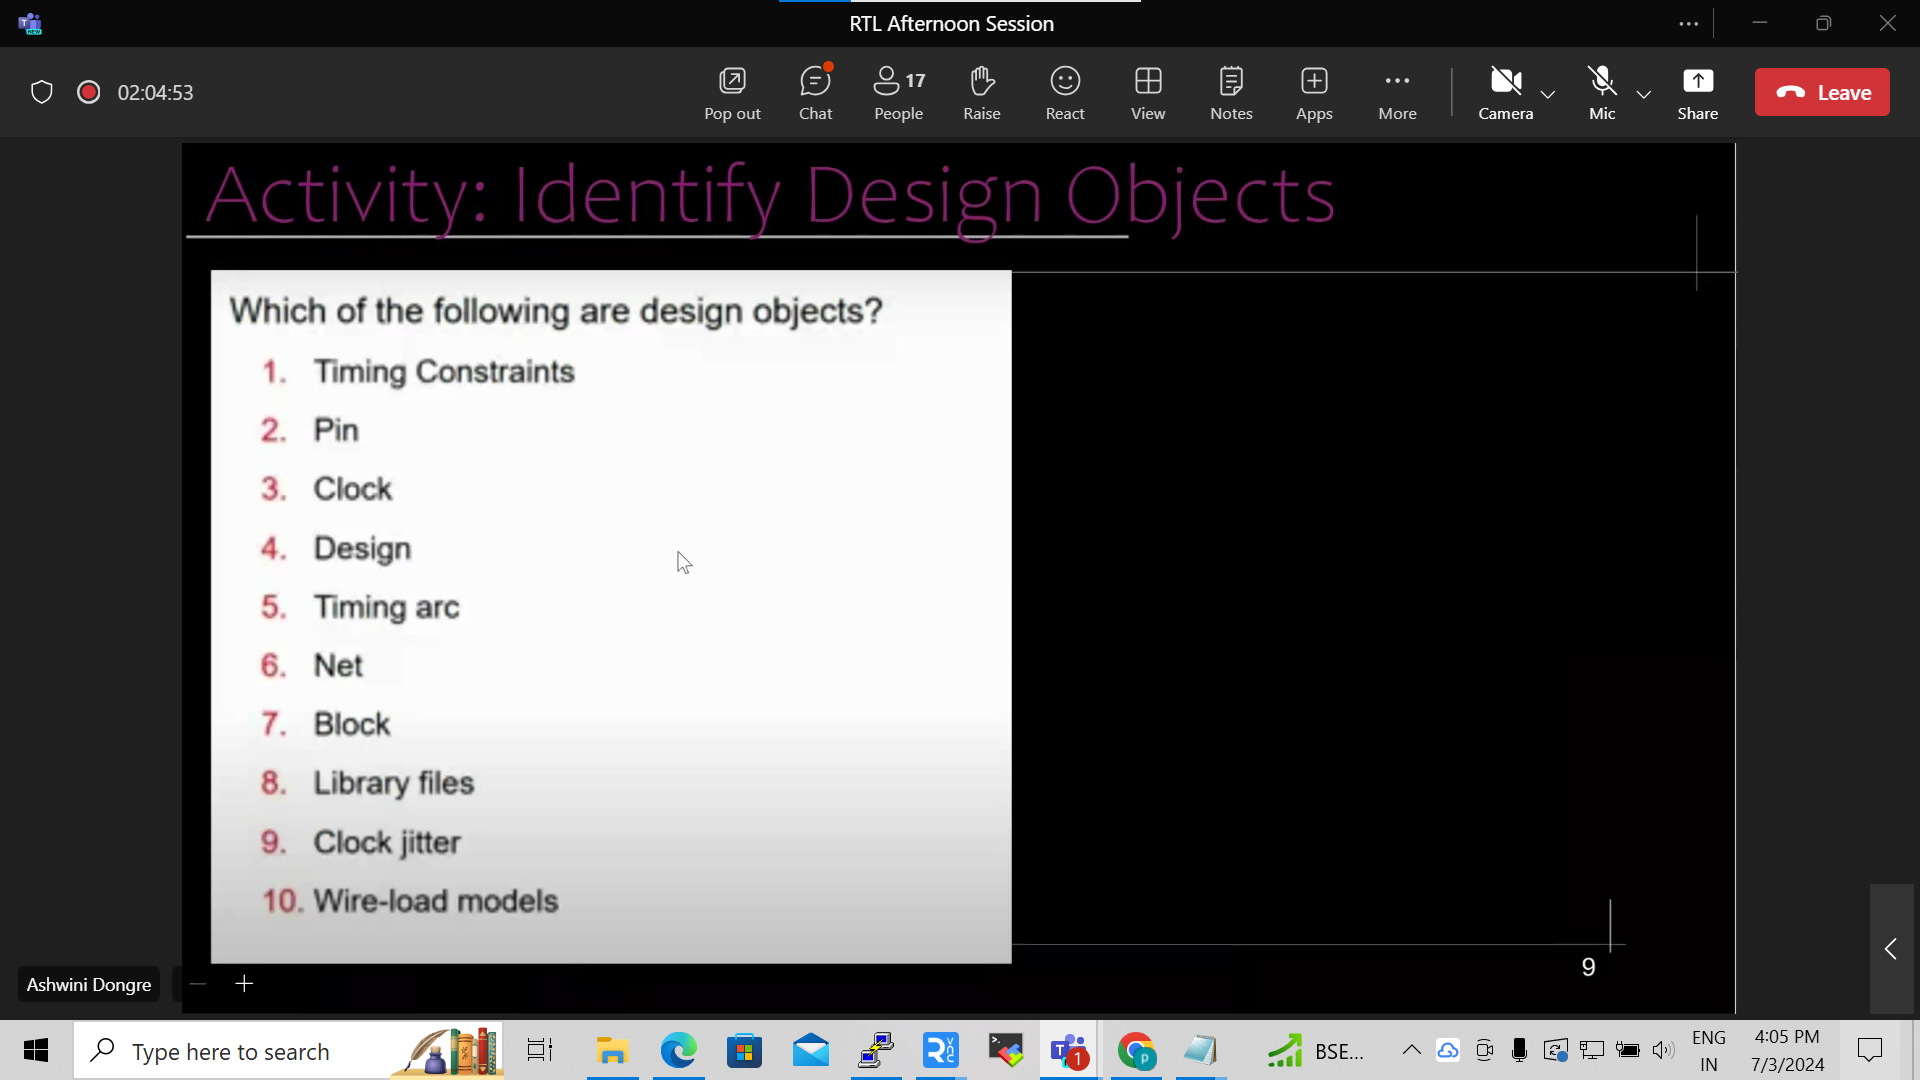 RTL Afternoon Session
02:04:53
Pop out
Chat
17
People
Raise
React
View
Notes
Apps
More
Camera
Mic
Share
Leave
Activity: Identify Design Objects
Which of the following are design objects?
1. Timing Constraints
2. Pin
3. Clock
4. Design
5. Timing arc
6. Net
7. Block
8. Library files
9. Clock jitter
10. Wire-load models
9
Ashwini Dongre
Type here to search
1
BSE...
ENG
IN
4:05 PM
7/3/2024